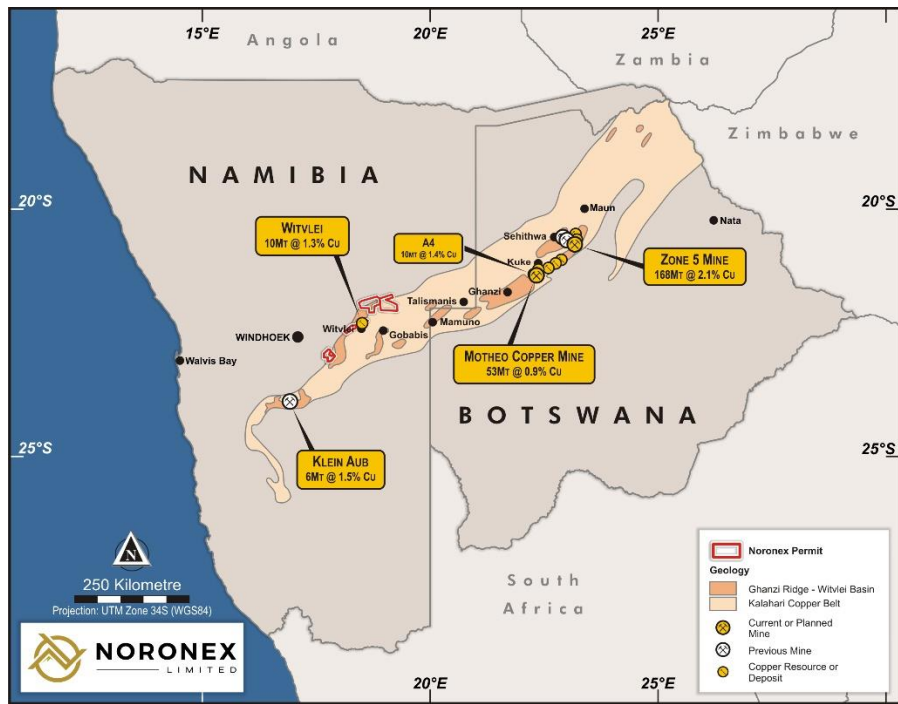 15°E
20°E
25°E
Angola
Zambia
Zimbabwe
NAMIBIA
20°S
20°S
Maun
Nata
WITVLEI
10MT @ 1.3% CU
A4
10MT @ 1.4% CU
Sehithwa
Kuke
ZONE 5 MINE
168MT @ 2.1% CU
Ghanzi
Talismanis
Mamuno
WINDHOEK
Witvlei
Gobabis
Walvis Bay
MOTHEO COPPER MINE
53MT @ 0.9% CU
BOTSWANA
25°S
25°S
KLEIN AUB
6MT @ 1.5% CU
South
Africa
N
250 Kilometre
Projection: UTM Zone 34S (WGS84)
NORONEX
LIMITED
Noronex Permit
Geology
Ghanzi Ridge - Witvlei Basin
Kalahari Copper Belt
Current or Planned
Mine
Previous Mine
Copper Resource or
Deposit
15°E
20°E
25°E